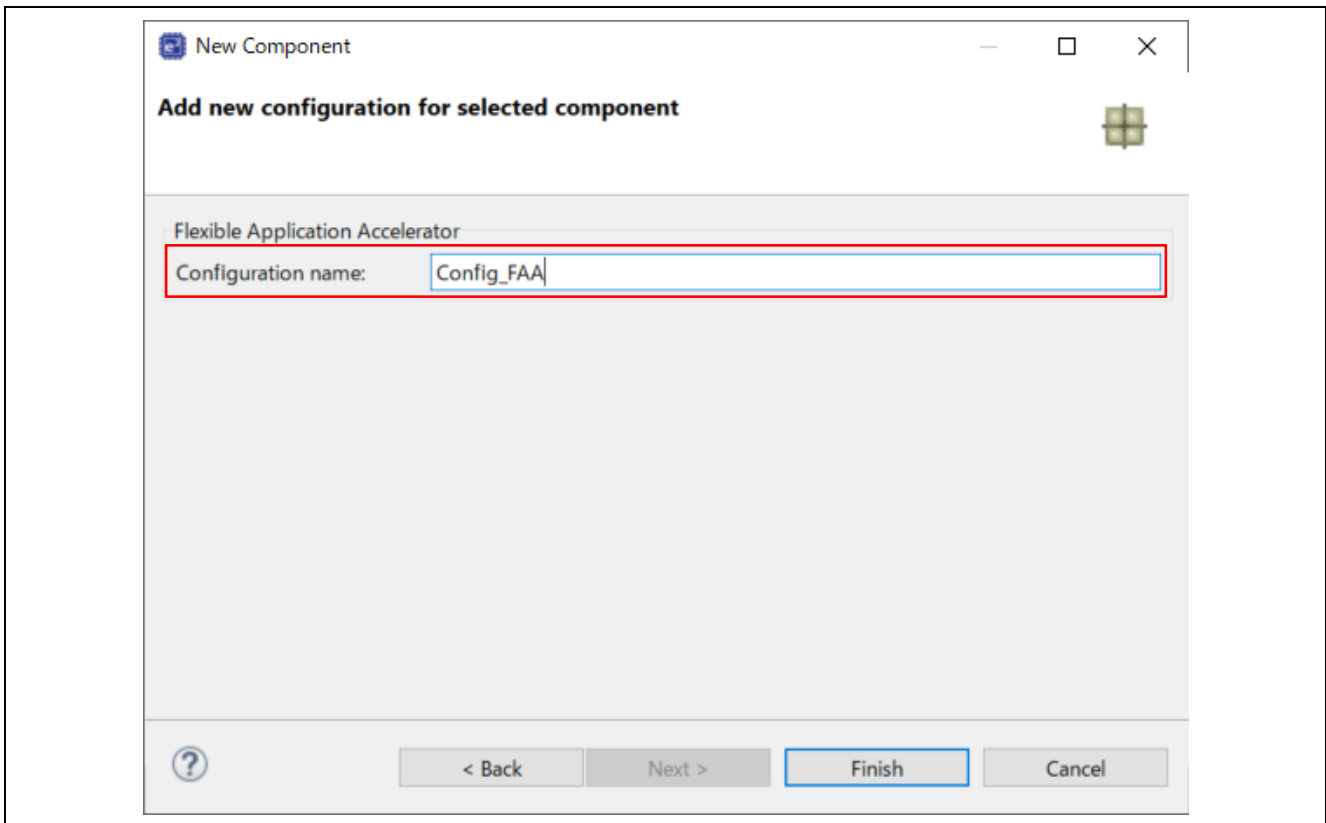 New Component
Add new configuration for selected component
Flexible Application Accelerator
Configuration name: Config_FAA
< Back Next > Finish Cancel